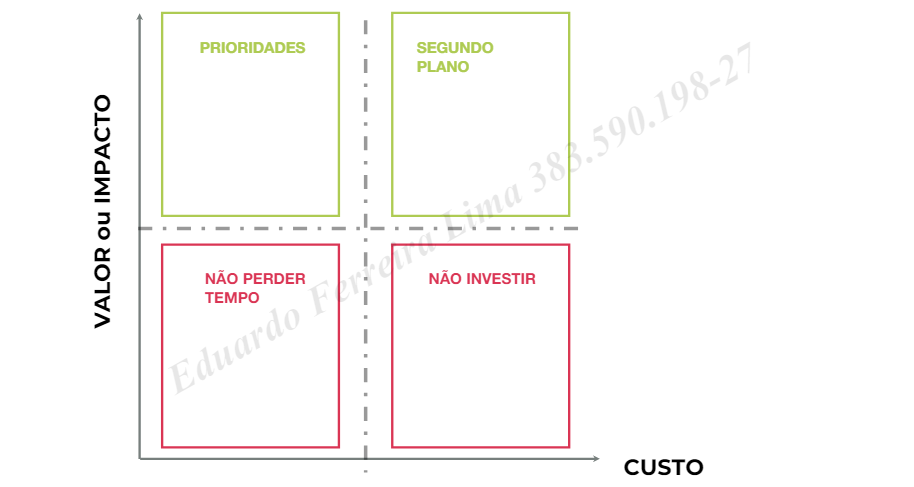 PRIORIDADES
SEGUNDO
PLANO
VALOR ou IMPACTO
NÃO PERDER
TEMPO
NÃO INVESTIR
CUSTO
Eduardo Ferreira Lima 383.590.198-27